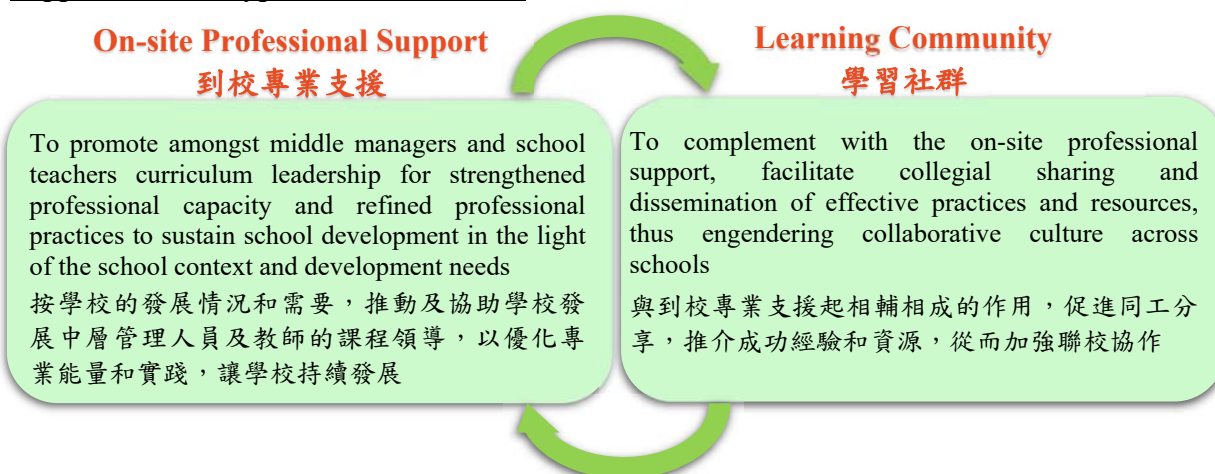 On-site Professional Support
到校專業支援
To promote amongst middle managers and school
teachers curriculum leadership for strengthened
professional capacity and refined professional
practices to sustain school development in the light
of the school context and development needs
按學校的發展情況和需要，推動及協助學校發
展中層管理人員及教師的課程領導，以優化專
業能量和實踐，讓學校持續發展
Learning Community
學習社群
To complement with the on-site professional
support, facilitate collegial sharing and
dissemination of effective practices and resources,
thus engendering collaborative culture across
schools
與到校專業支援起相輔相成的作用，促進同工分
享，推介成功經驗和資源，從而加強聯校協作